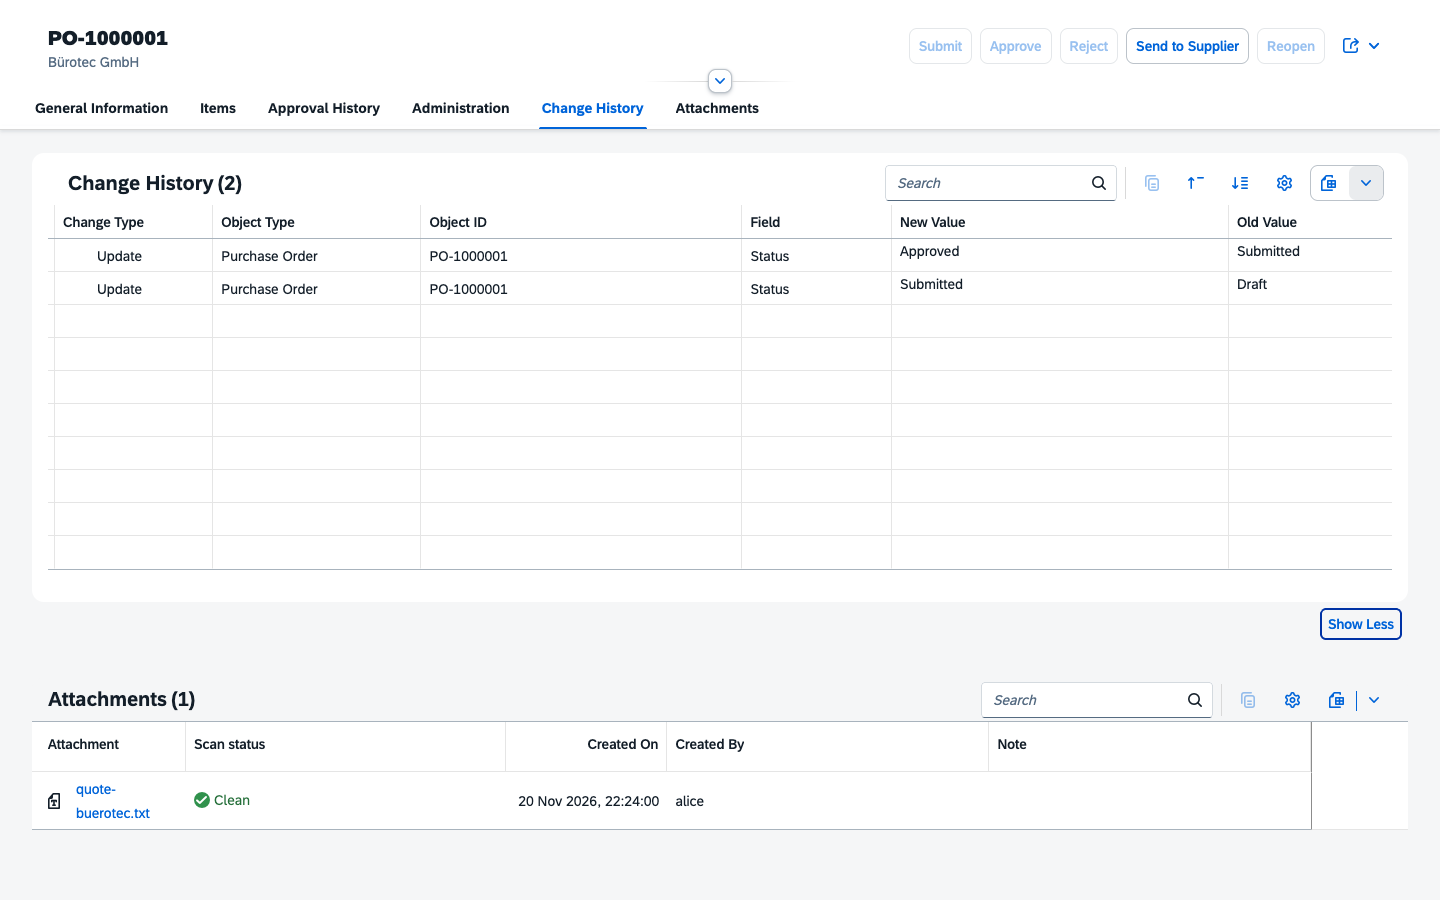 PO-1000001
Bürotec GmbH
Submit Approve Reject Send to Supplier Reopen
General Information Items Approval History Administration Change History Attachments
Change History (2)
Search
Change Type Object Type Object ID Field New Value Old Value
Update Purchase Order PO-1000001 Status Approved Submitted
Update Purchase Order PO-1000001 Status Submitted Draft
Show Less
Attachments (1)
Search
Attachment Scan status Created On Created By Note
quote-
buerotec.txt
Clean 20 Nov 2026, 22:24:00 alice